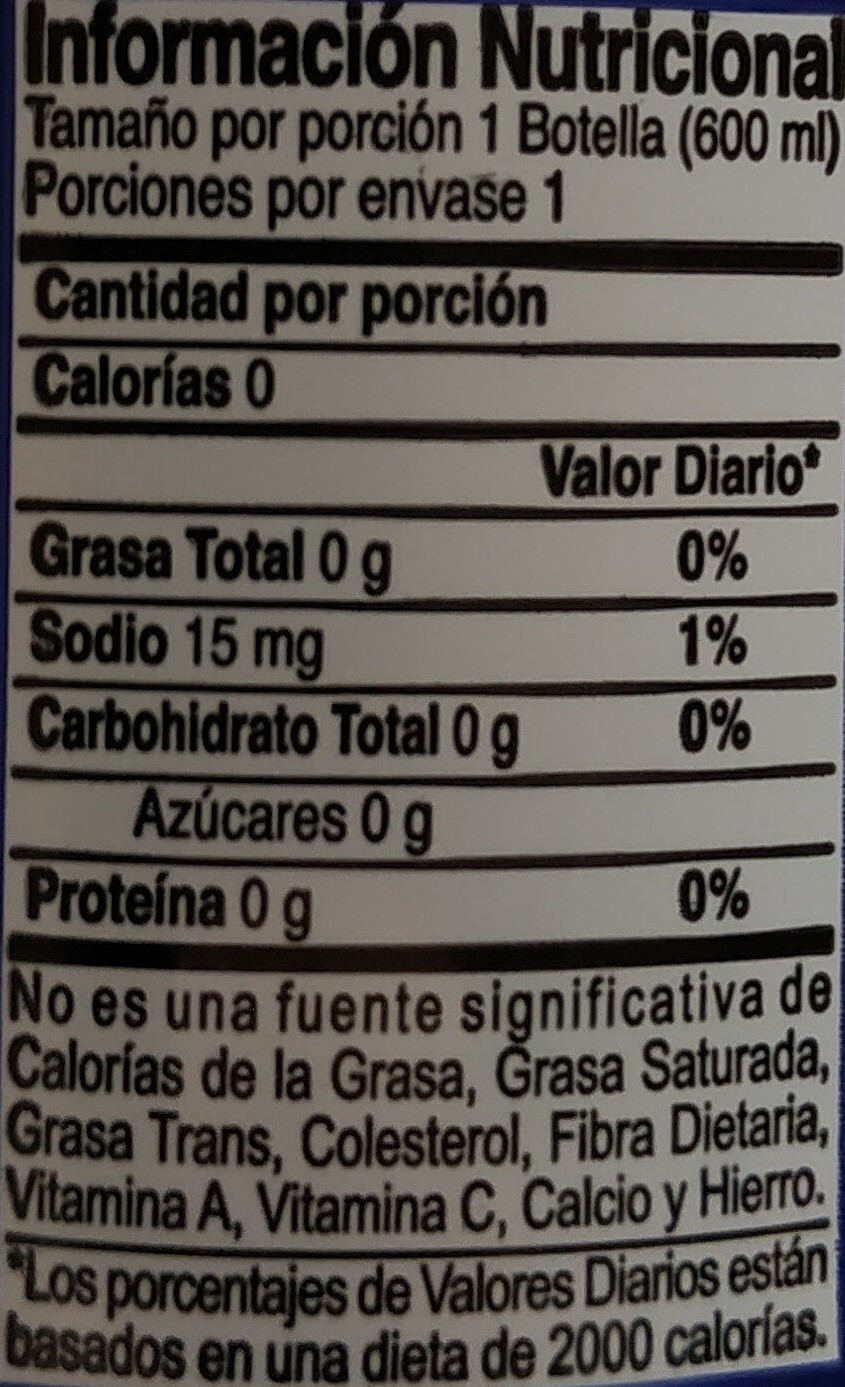 Información Nutricional
Tamaño por porción 1 Botella (600 ml)
Porciones por envase 1
Cantidad por porción
Calorías 0
Valor Diario*
Grasa Total 0 g 0%
Sodio 15 mg 1%
Carbohidrato Total 0 g 0%
Azúcares 0 g
Proteína 0 g 0%
No es una fuente significativa de
Calorías de la Grasa, Grasa Saturada,
Grasa Trans, Colesterol, Fibra Dietaria,
Vitamina A, Vitamina C, Calcio y Hierro.
*Los porcentajes de Valores Diarios están
basados en una dieta de 2000 calorías.